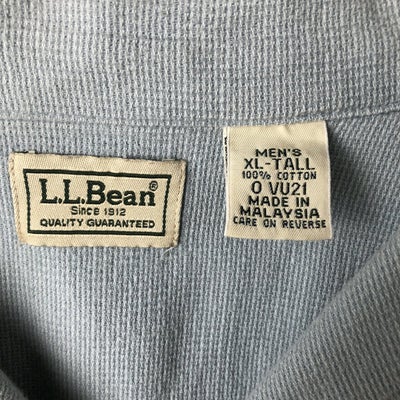 L.L.Bean®
Since 1912
QUALITY GUARANTEED
MEN'S
XL-TALL
100% COTTON
0 VU21
MADE IN
MALAYSIA
CARE ON REVERSE